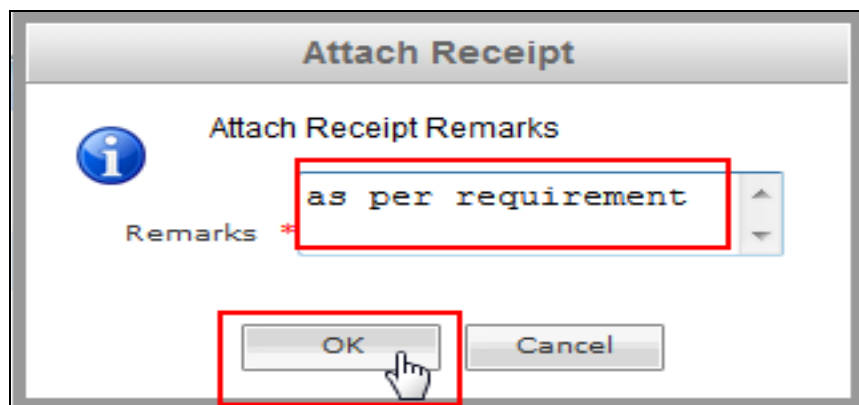 Attach Receipt
Attach Receipt Remarks
as per requirement
Remarks *
OK
Cancel